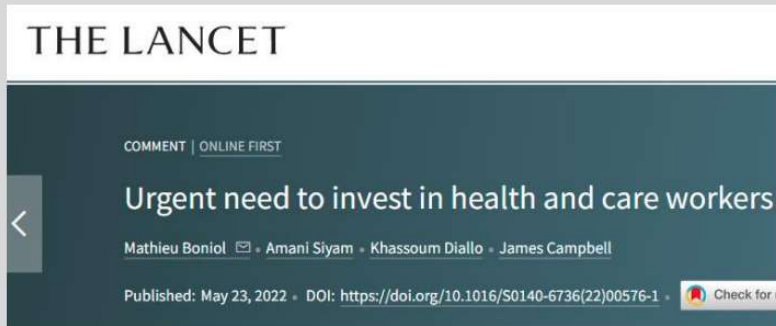 THE LANCET
COMMENT | ONLINE FIRST
Urgent need to invest in health and care workers
Mathieu Boniol • Amani Siyam • Khassoum Diallo • James Campbell
Published: May 23, 2022 • DOI: https://doi.org/10.1016/S0140-6736(22)00576-1 • Check for